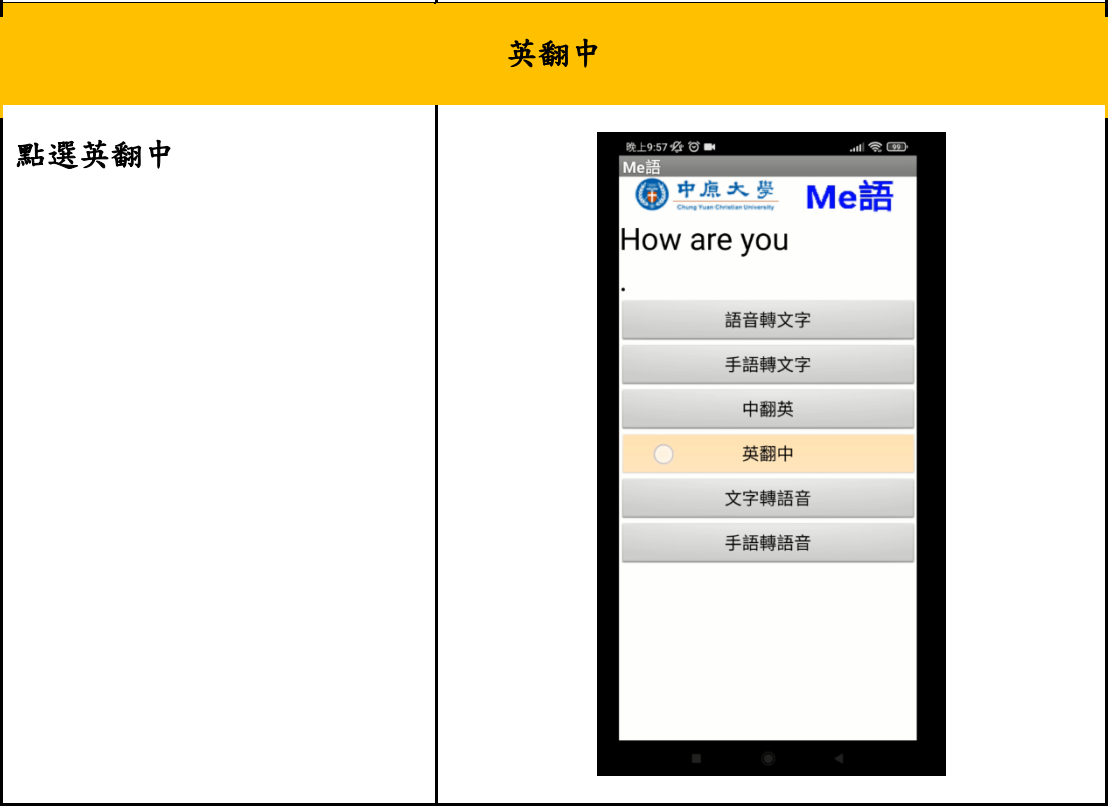 英翻中
點選英翻中
晚上9:57
99
Me語
中原大學
Chung Yuan Christian University
Me語
How are you
.
語音轉文字
手語轉文字
中翻英
英翻中
文字轉語音
手語轉語音